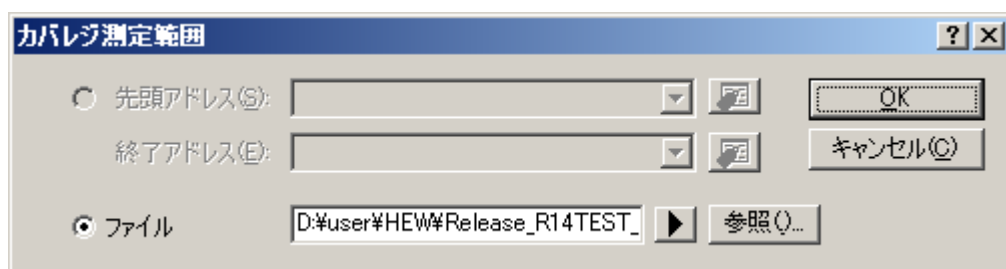 カバレジ測定範囲
先頭アドレス(S):
OK
終了アドレス(E):
キャンセル(C)
ファイル
D:¥user¥HEW¥Release_R14TEST_
参照()...